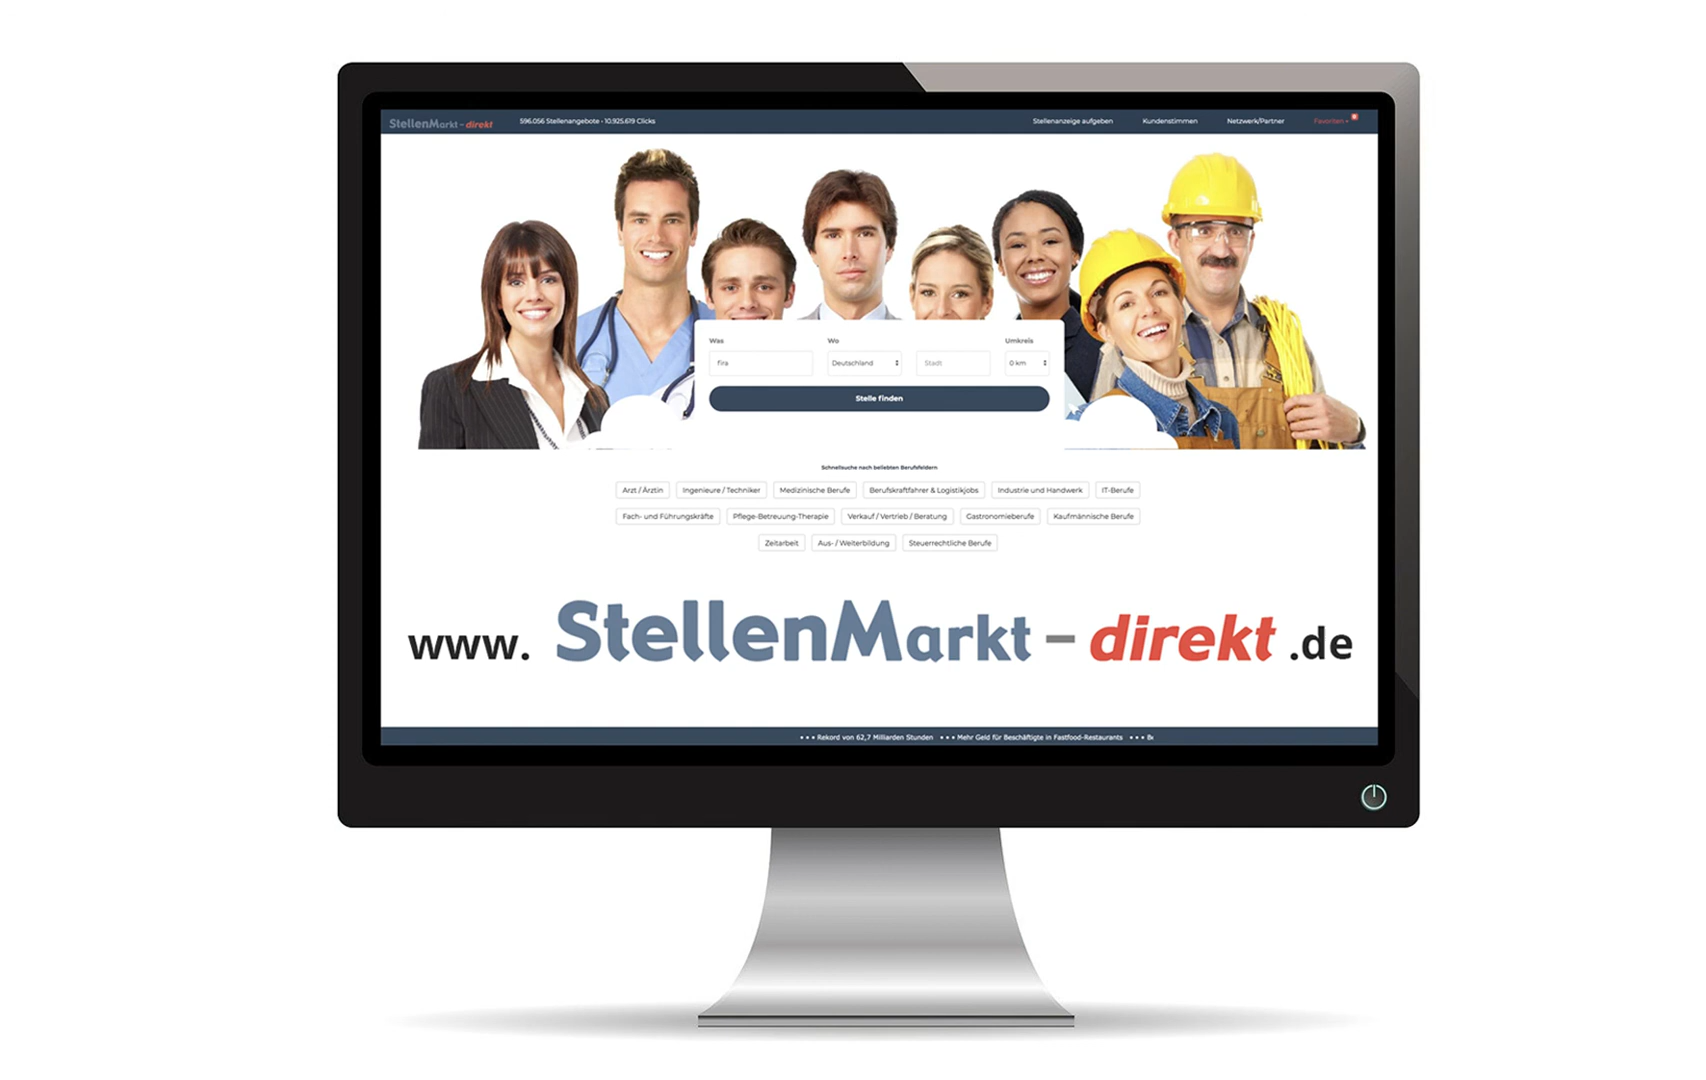 StellenMarkt - direkt 596.056 Stellenangebote - 10.925.619 Clicks Stellenanzeige aufgeben Kundenstimmen Netzwerk/Partner Favoriten
Was Wo Umkreis
fira Deutschland Stadt 0 km
Stelle finden
Schnellsuche nach beliebten Berufsfeldern
Arzt / Ärztin Ingenieure / Techniker Medizinische Berufe Berufskraftfahrer & Logistikjobs Industrie und Handwerk IT-Berufe
Fach- und Führungskräfte Pflege-Betreuung-Therapie Verkauf / Vertrieb / Beratung Gastronomieberufe Kaufmännische Berufe
Zeitarbeit Aus- / Weiterbildung Steuerrechtliche Berufe
www. StellenMarkt - direkt .de
• • • Rekord von 62,7 Milliarden Stunden • • • Mehr Geld für Beschäftigte in Fastfood-Restaurants • • •